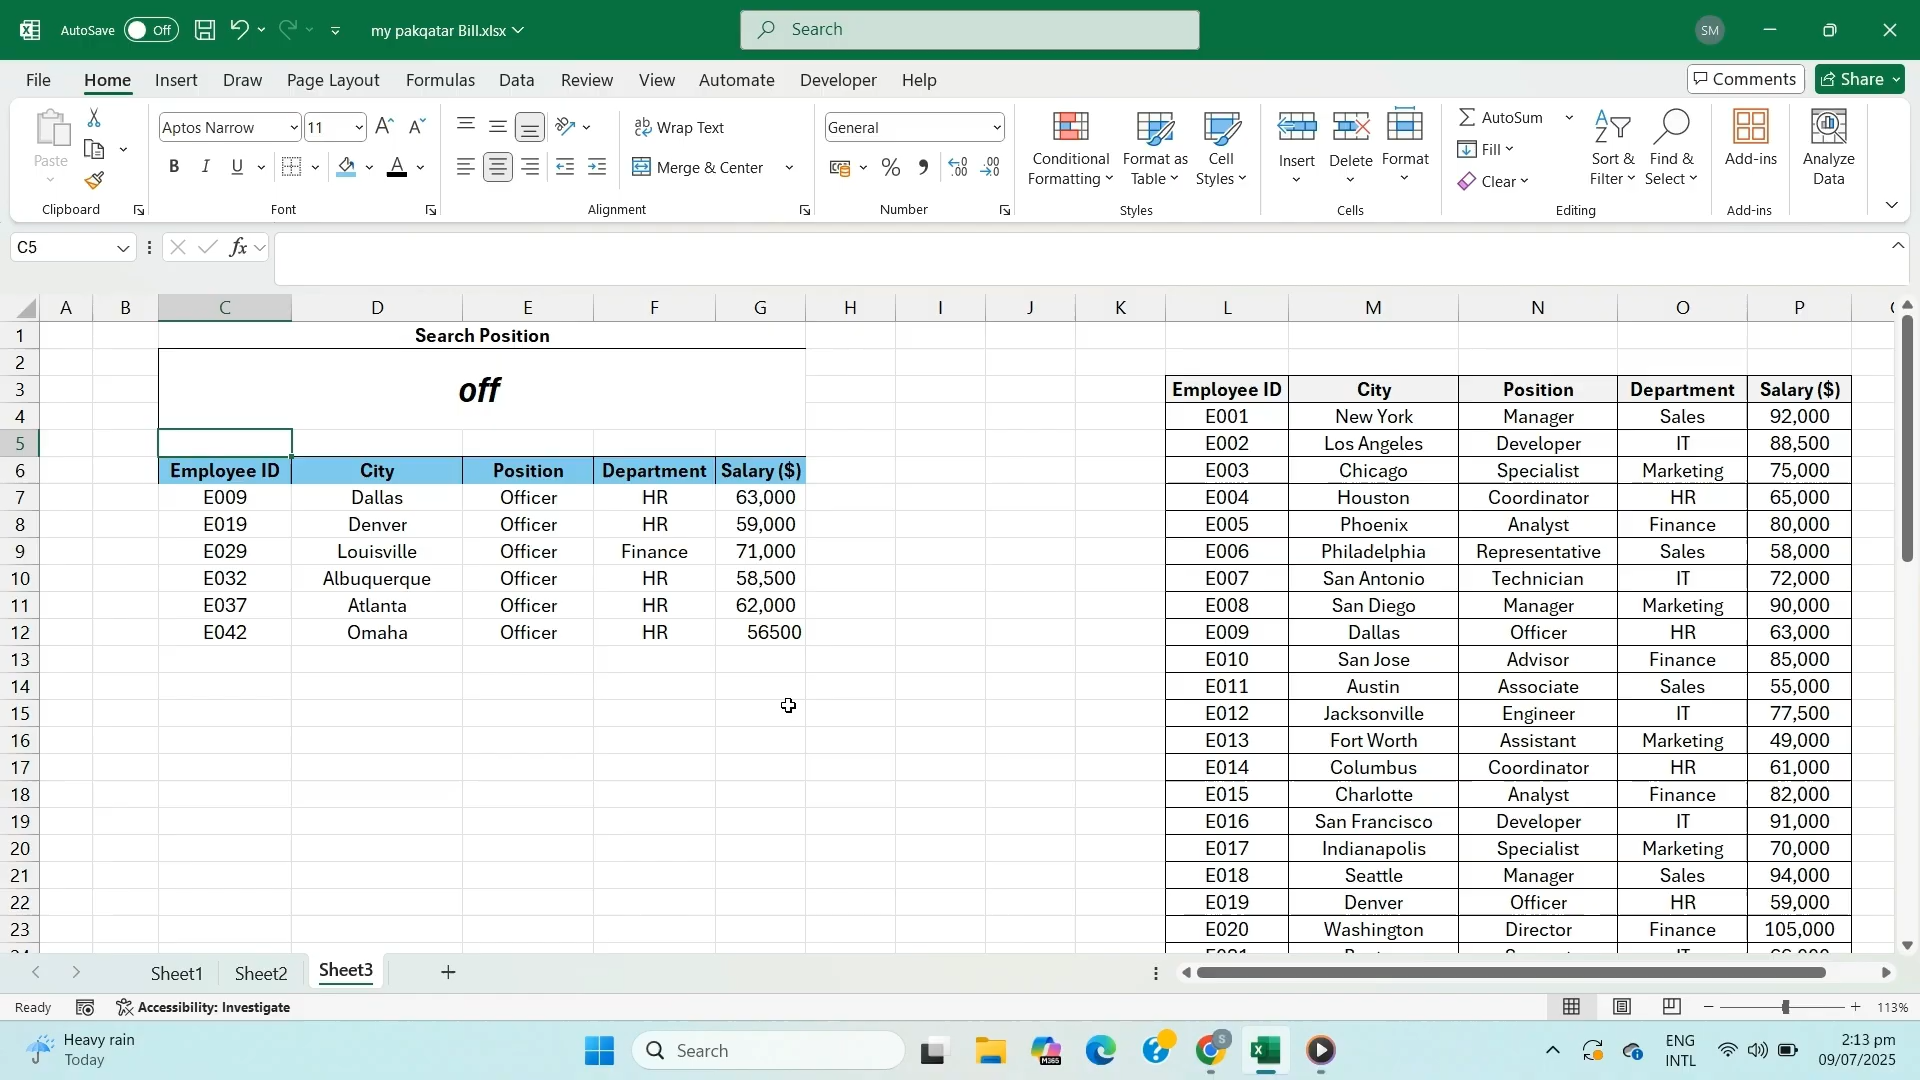 AutoSave Off my pakqatar Bill.xlsx Search SM
File Home Insert Draw Page Layout Formulas Data Review View Automate Developer Help Comments Share
Paste Aptos Narrow 11 Wrap Text General Conditional Formatting Format as Table Cell Styles Insert Delete Format AutoSum Sort & Filter Find & Select Add-ins Analyze Data
B I U Merge & Center Fill
Clear
Clipboard Font Alignment Number Styles Cells Editing Add-ins
C5 fx
A B C D E F G H I J K L M N O P
1 Search Position
2
3 off Employee ID City Position Department Salary ($)
4 E001 New York Manager Sales 92,000
5 E002 Los Angeles Developer IT 88,500
6 Employee ID City Position Department Salary ($) E003 Chicago Specialist Marketing 75,000
7 E009 Dallas Officer HR 63,000 E004 Houston Coordinator HR 65,000
8 E019 Denver Officer HR 59,000 E005 Phoenix Analyst Finance 80,000
9 E029 Louisville Officer Finance 71,000 E006 Philadelphia Representative Sales 58,000
10 E032 Albuquerque Officer HR 58,500 E007 San Antonio Technician IT 72,000
11 E037 Atlanta Officer HR 62,000 E008 San Diego Manager Marketing 90,000
12 E042 Omaha Officer HR 56500 E009 Dallas Officer HR 63,000
13 E010 San Jose Advisor Finance 85,000
14 E011 Austin Associate Sales 55,000
15 E012 Jacksonville Engineer IT 77,500
16 E013 Fort Worth Assistant Marketing 49,000
17 E014 Columbus Coordinator HR 61,000
18 E015 Charlotte Analyst Finance 82,000
19 E016 San Francisco Developer IT 91,000
20 E017 Indianapolis Specialist Marketing 70,000
21 E018 Seattle Manager Sales 94,000
22 E019 Denver Officer HR 59,000
23 E020 Washington Director Finance 105,000
Sheet1 Sheet2 Sheet3
Ready Accessibility: Investigate 113%
Heavy rain
Today
Search
ENG
INTL
2:13 pm
09/07/2025